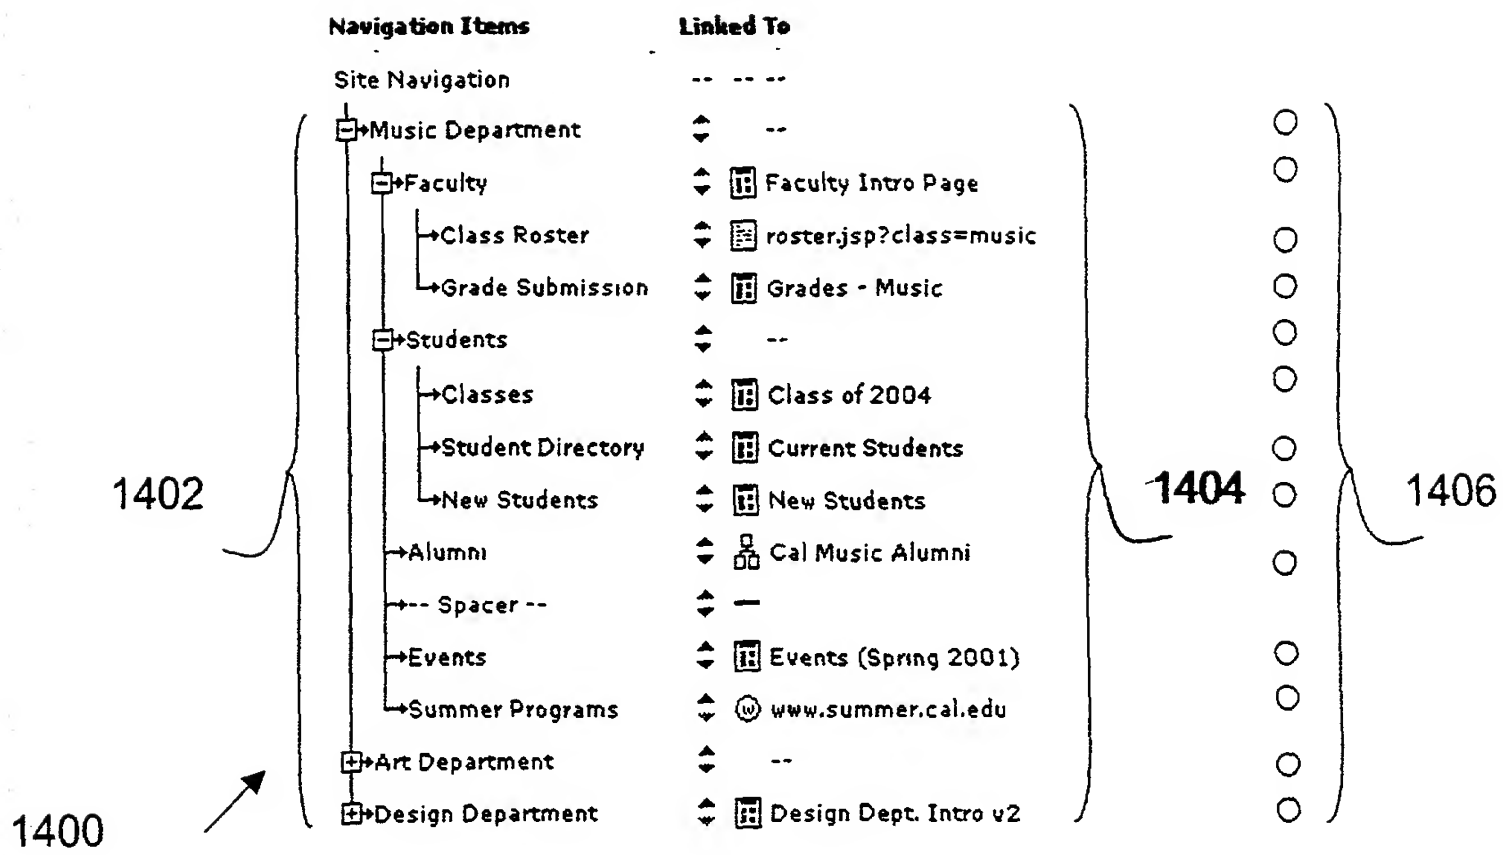 Navigation Items Linked To
Site Navigation -- -- --
Music Department --
Faculty Faculty Intro Page
Class Roster roster.jsp?class=music
Grade Submission Grades - Music
Students --
Classes Class of 2004
Student Directory Current Students
1402 New Students New Students 1404 1406
Alumni Cal Music Alumni
-- Spacer -- —
Events Events (Spring 2001)
Summer Programs www.summer.cal.edu
Art Department --
Design Department Design Dept. Intro v2
1400